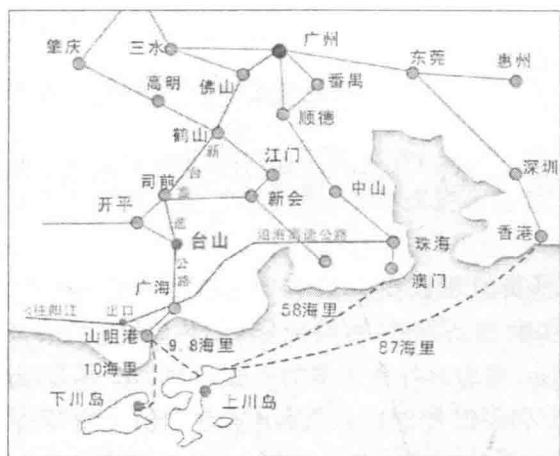 广州
肇庆
三水
东莞
惠州
佛山
番禺
高明
顺德
鹤山
新
台
江门
深圳
司前
中山
新会
开平
香港
台山
沿海高速公路
珠海
公
路
澳门
广海
出口
58海里
山咀港
9.8海里
87海里
10海里
下川岛
上川岛